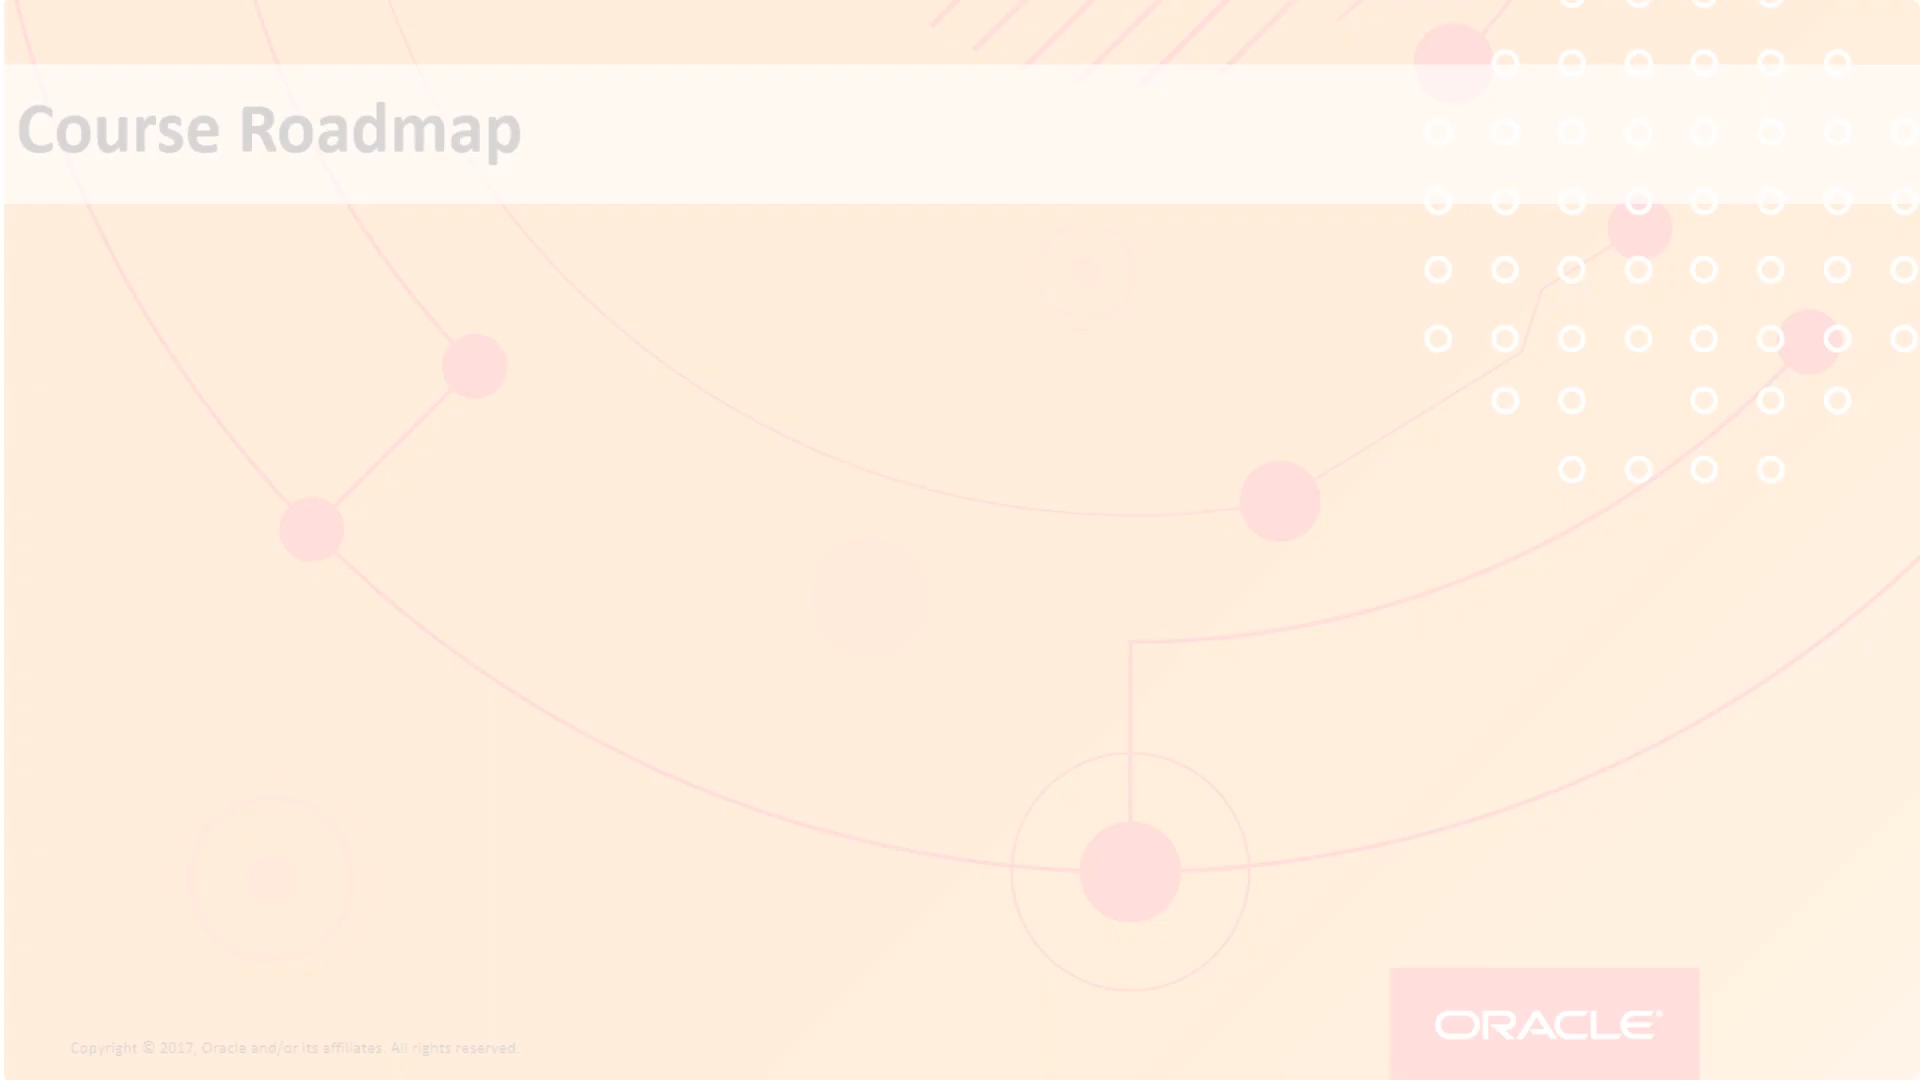 Course Roadmap
ORACLE®
Copyright © 2017, Oracle and/or its affiliates. All rights reserved.